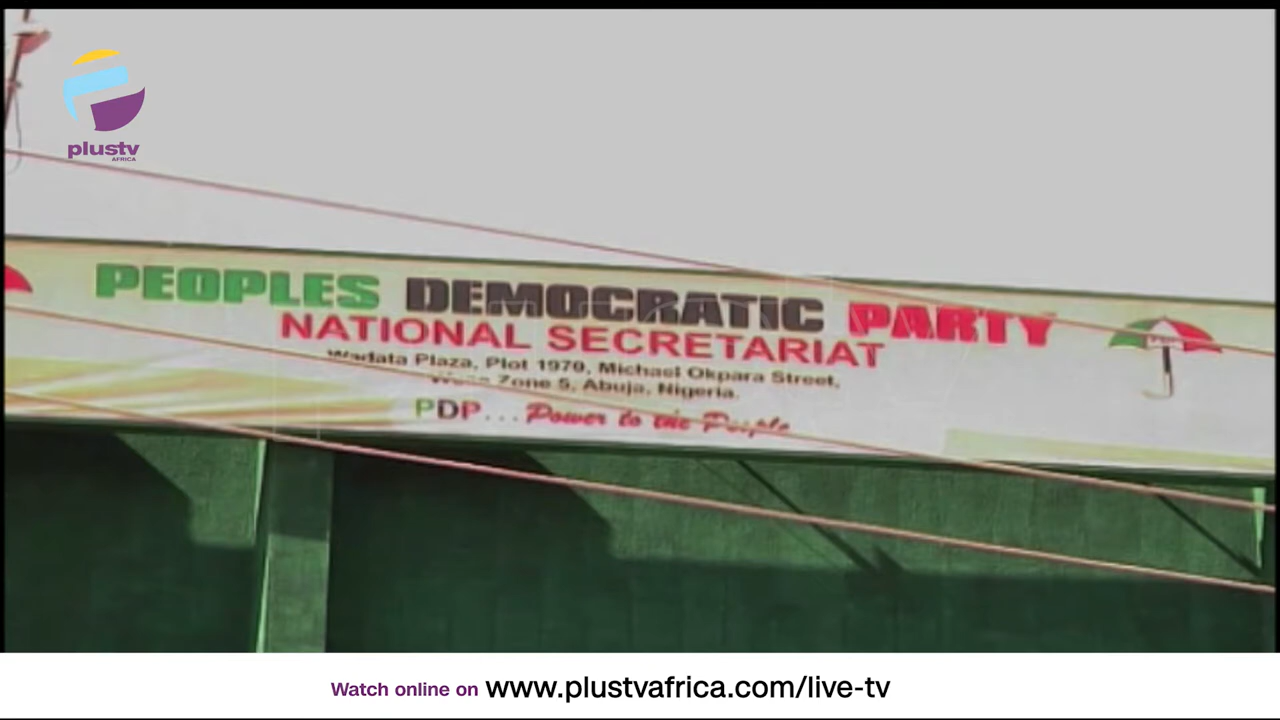 plustv
AFRICA
PEOPLES DEMOCRATIC PARTY
NATIONAL SECRETARIAT
Wadata Plaza, Plot 1970, Michael Okpara Street,
Zone 5, Abuja, Nigeria.
PDP... Power to the People
Watch online on www.plustvafrica.com/live-tv